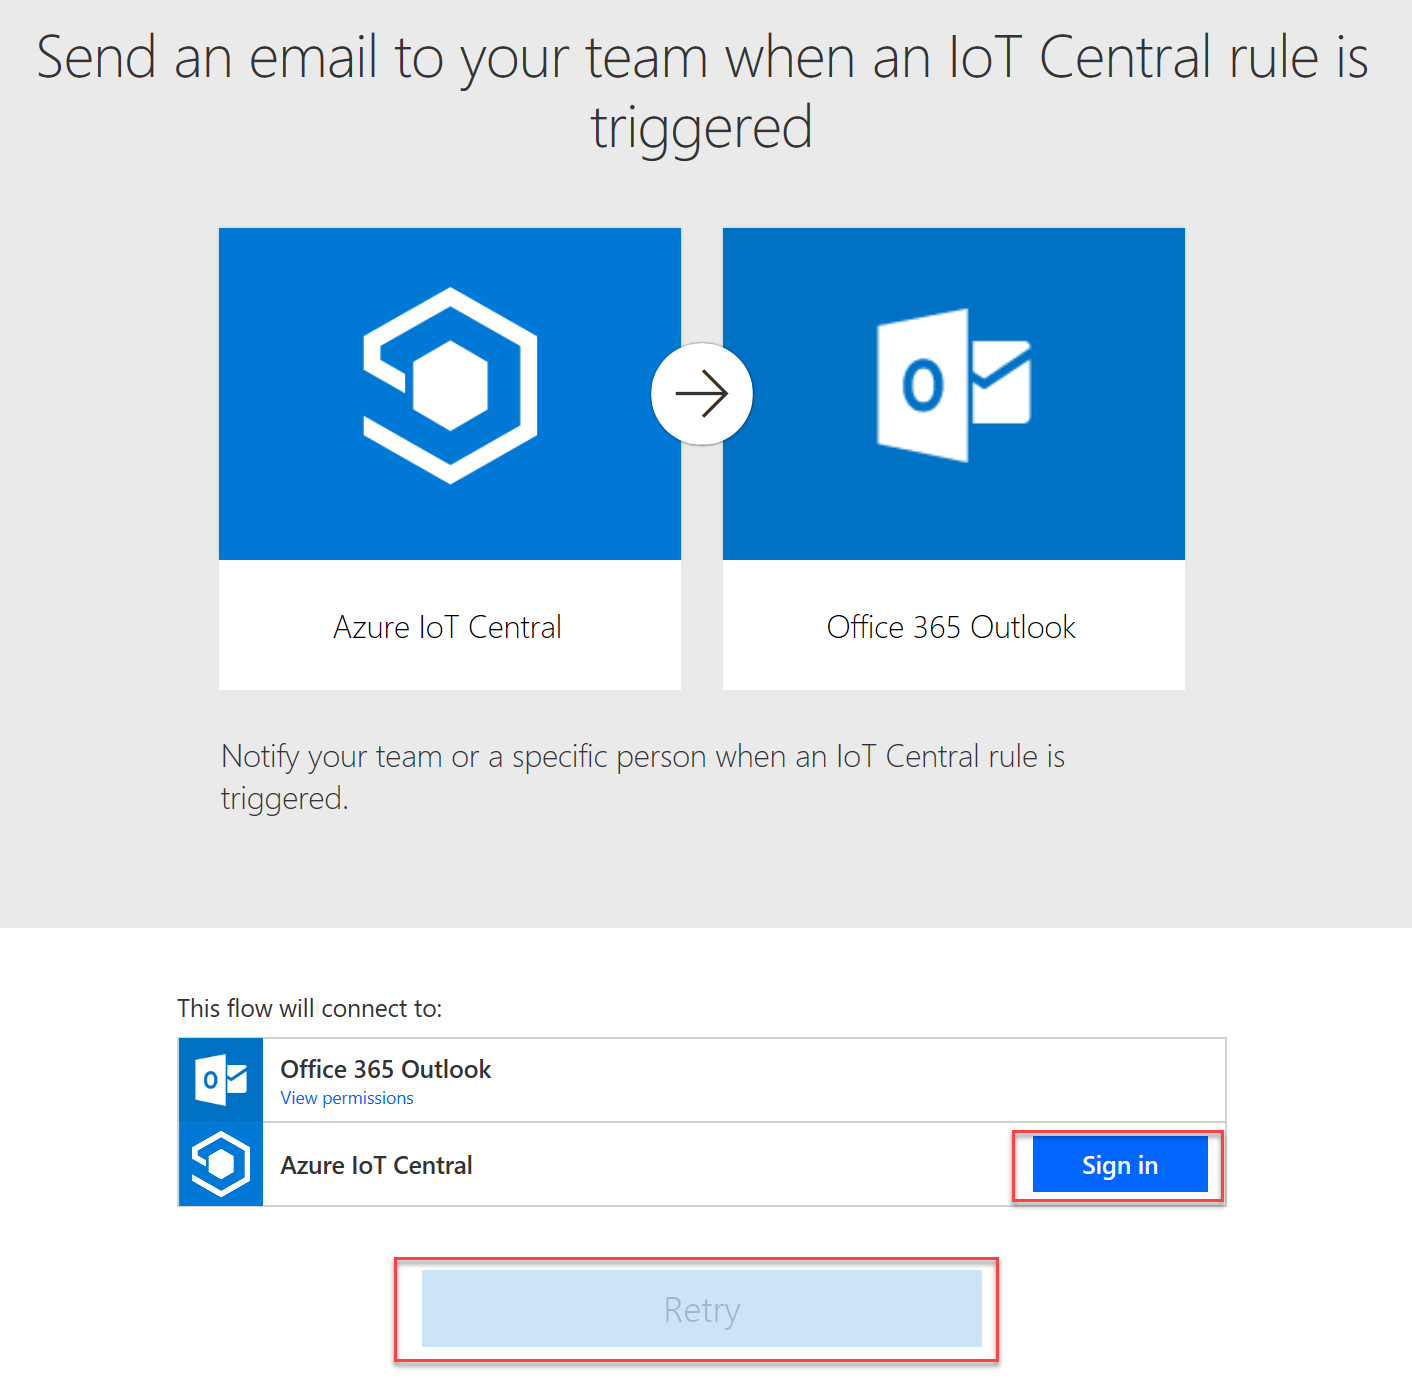 Send an email to your team when an IoT Central rule is
triggered
Azure IoT Central
Office 365 Outlook
Notify your team or a specific person when an IoT Central rule is
triggered.
This flow will connect to:
Office 365 Outlook
View permissions
Azure IoT Central
Sign in
Retry